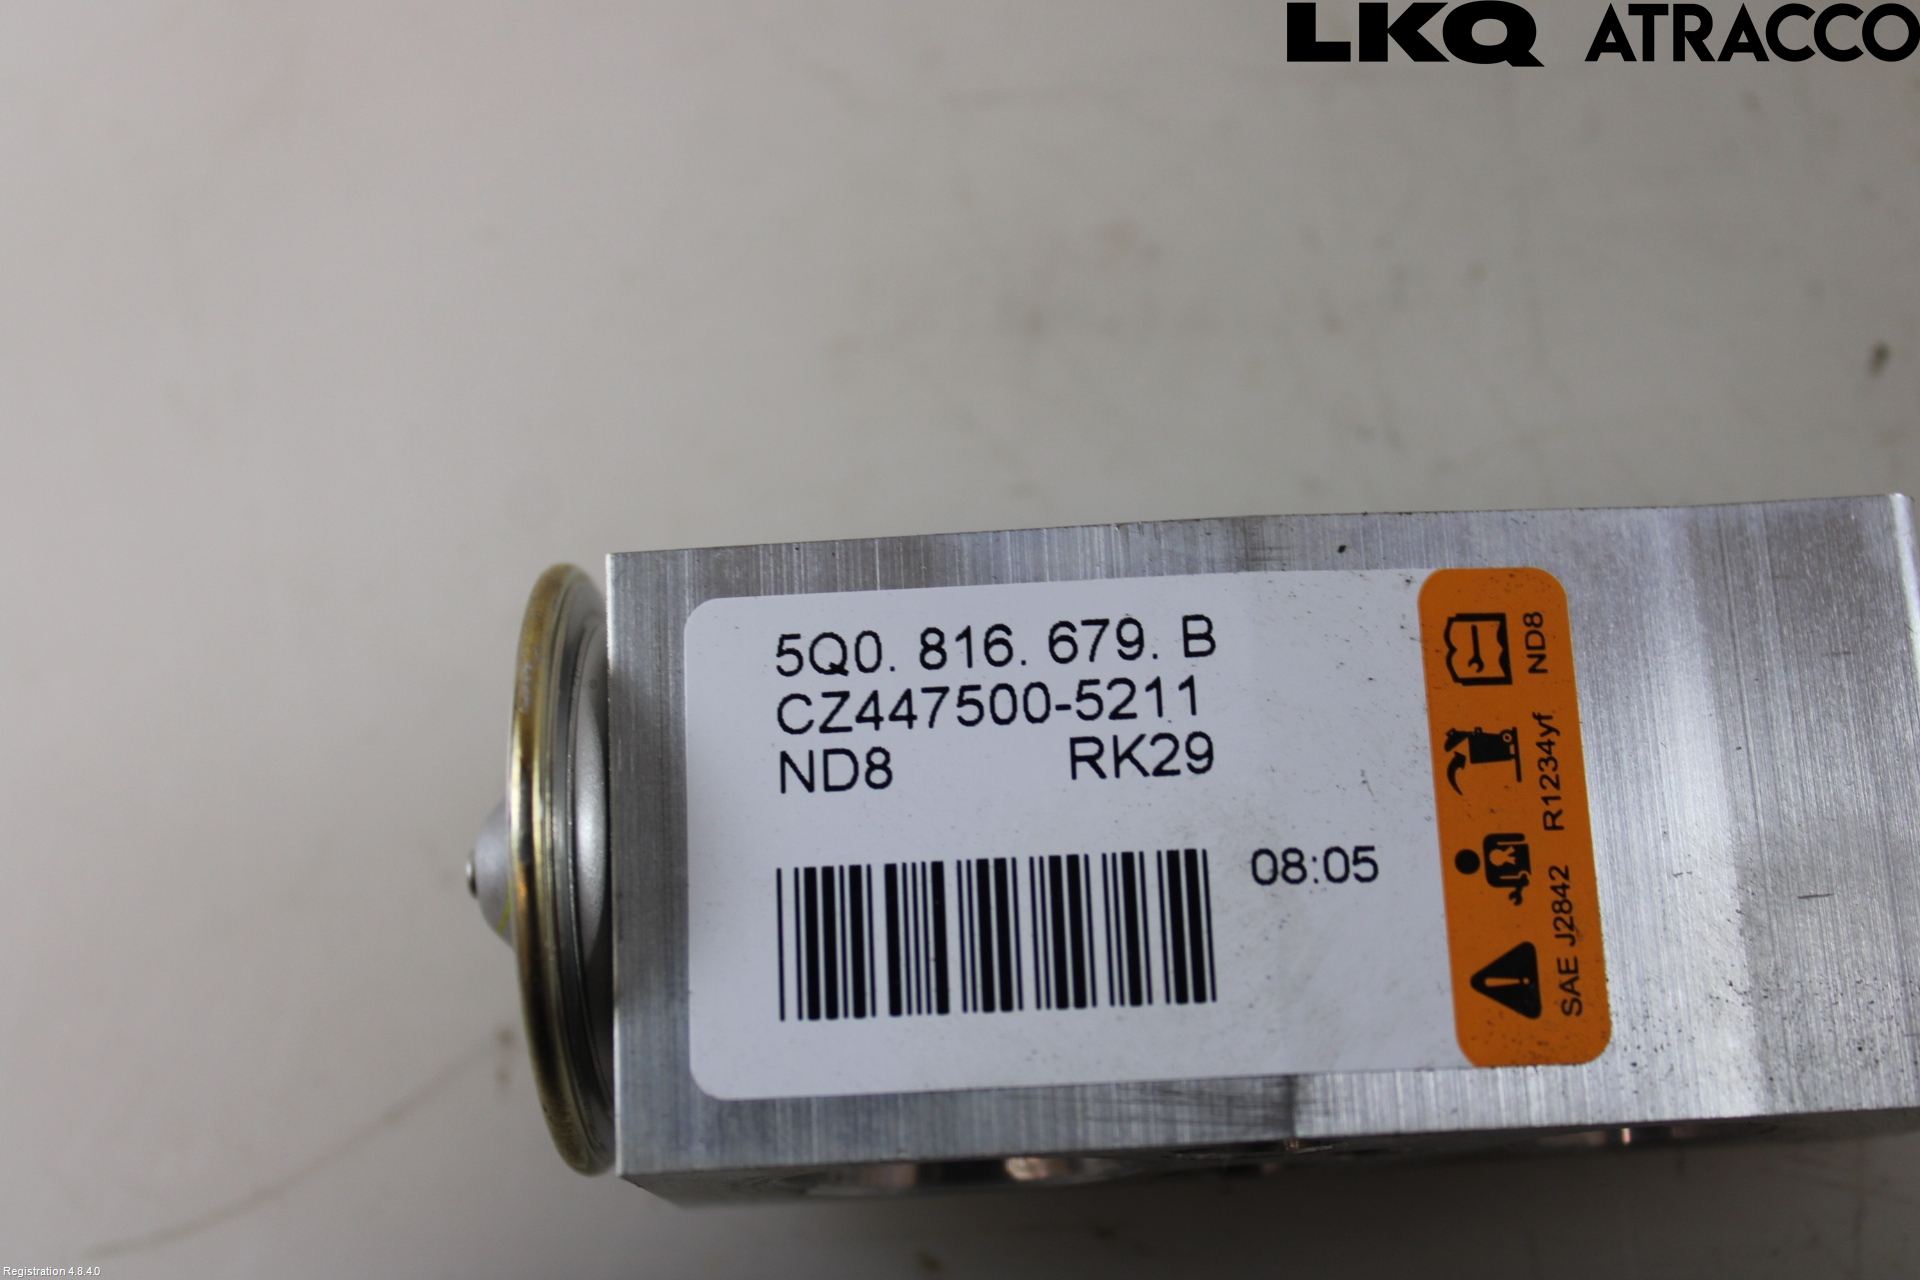 LKQ ATRACCO
5Q0. 816. 679. B
CZ447500-5211
ND8 RK29
08:05
SAE J2842 R1234yf ND8
Registration 4.8.4.0